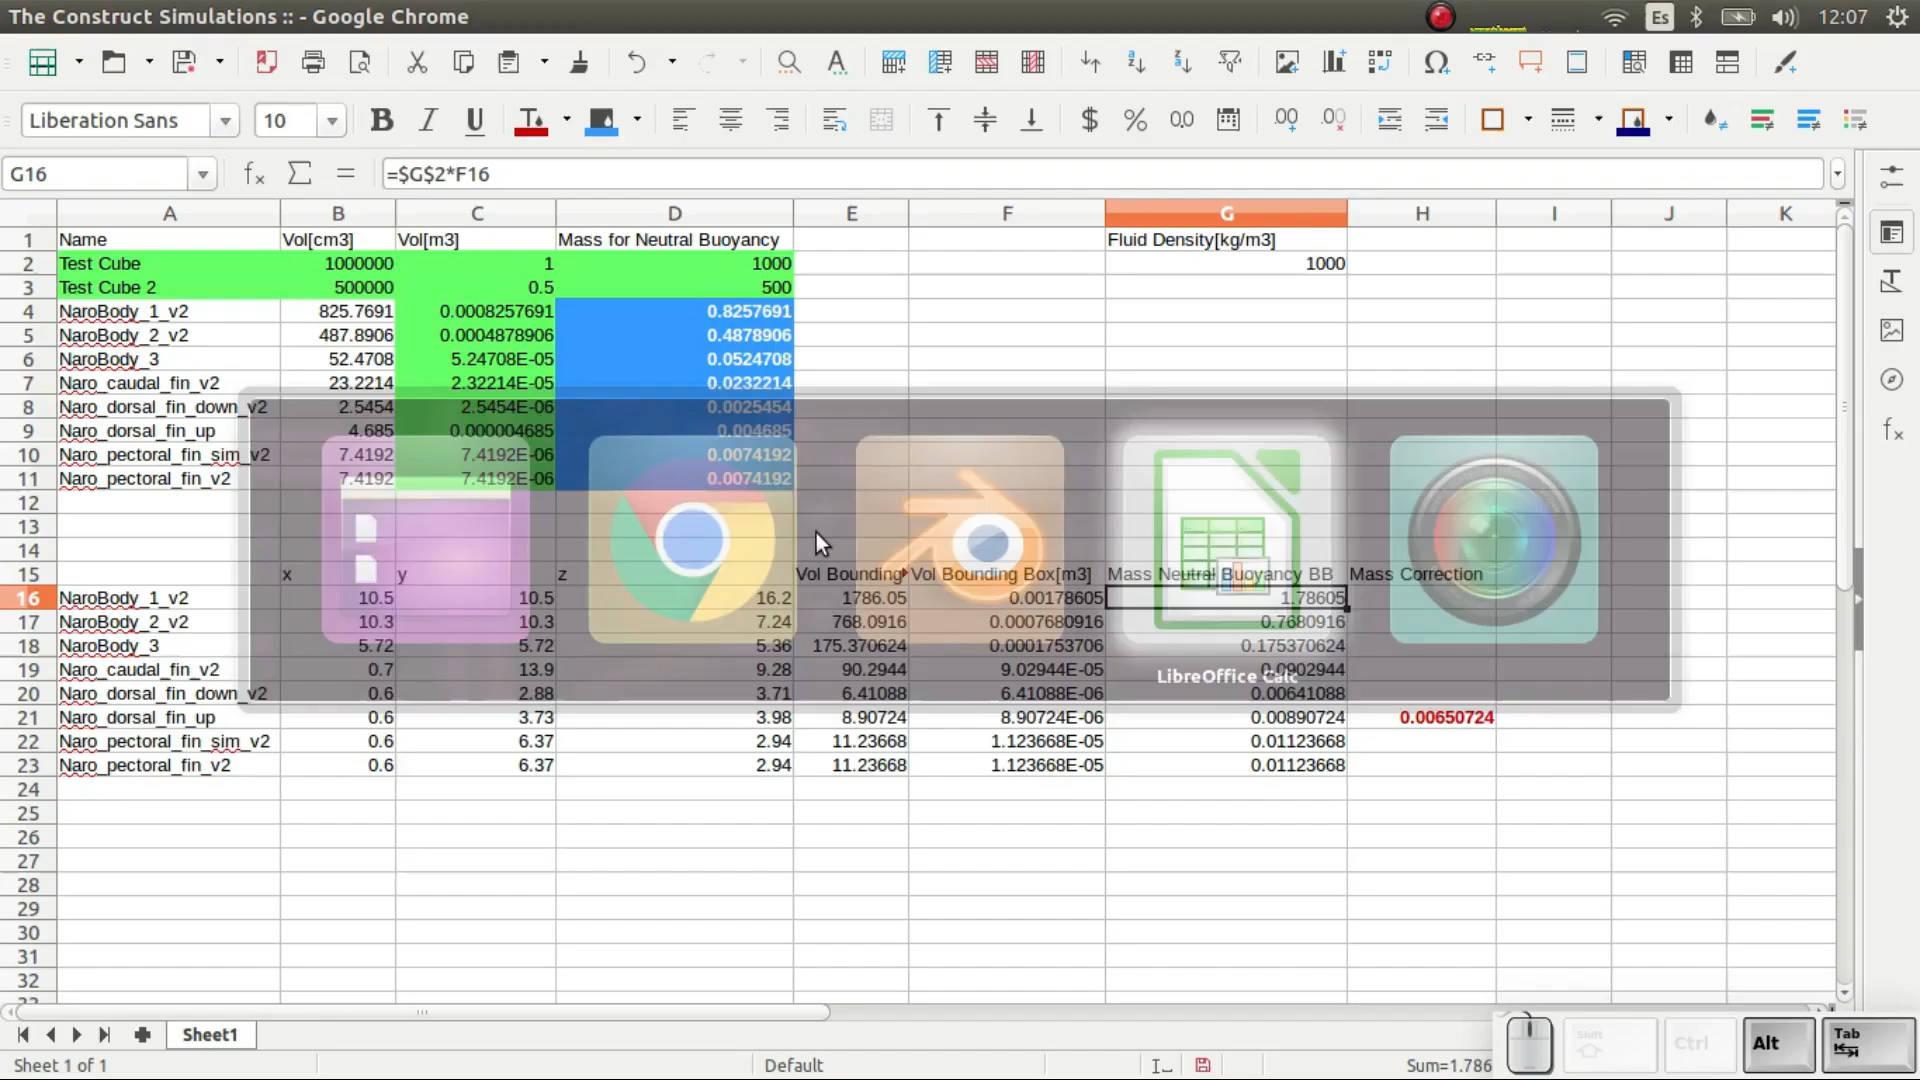 The Construct Simulations :: - Google Chrome
Es
12:07
Liberation Sans
10
G16
=$G$2*F16
A B C D E F G H I J K
1 Name Vol[cm3] Vol[m3] Mass for Neutral Buoyancy Fluid Density[kg/m3]
2 Test Cube 1000000 1 1000 1000
3 Test Cube 2 500000 0.5 500
4 NaroBody_1_v2 825.7691 0.0008257691 0.8257691
5 NaroBody_2_v2 487.8906 0.0004878906 0.4878906
6 NaroBody_3 52.4708 5.24708E-05 0.0524708
7 Naro_caudal_fin_v2 23.2214 2.32214E-05 0.0232214
8 Naro_dorsal_fin_down_v2 2.5454 2.5454E-06 0.0025454
9 Naro_dorsal_fin_up 4.685 0.000004685 0.004685
10 Naro_pectoral_fin_sim_v2 7.4192 7.4192E-06 0.0074192
11 Naro_pectoral_fin_v2 7.4192 7.4192E-06 0.0074192
12
13
14
15 x y z Vol Bounding Vol Bounding Box[m3] Mass Neutral Buoyancy BB Mass Correction
16 NaroBody_1_v2 10.5 10.5 16.2 1786.05 0.00178605 1.78605
17 NaroBody_2_v2 10.3 10.3 7.24 768.0916 0.0007680916 0.7680916
18 NaroBody_3 5.72 5.72 5.36 175.370624 0.0001753706 0.175370624
19 Naro_caudal_fin_v2 0.7 13.9 9.28 90.2944 9.02944E-05 0.0902944
LibreOffice Calc
20 Naro_dorsal_fin_down_v2 0.6 2.88 3.71 6.41088 6.41088E-06 0.00641088
21 Naro_dorsal_fin_up 0.6 3.73 3.98 8.90724 8.90724E-06 0.00890724 0.00650724
22 Naro_pectoral_fin_sim_v2 0.6 6.37 2.94 11.23668 1.123668E-05 0.01123668
23 Naro_pectoral_fin_v2 0.6 6.37 2.94 11.23668 1.123668E-05 0.01123668
24
25
26
27
28
29
30
31
32
Sheet1
Shift
Ctrl
Alt
Tab
Sheet 1 of 1
Default
Sum=1.786